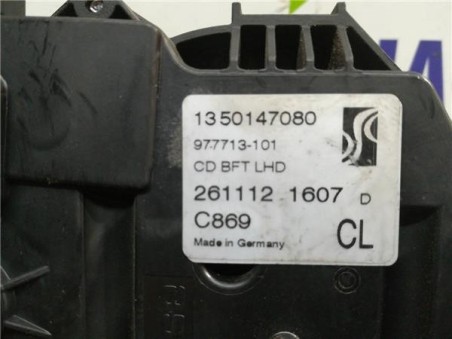 1350147080
977713-101
CD BFT LHD
261112 1607 D
C869
CL
Made in Germany